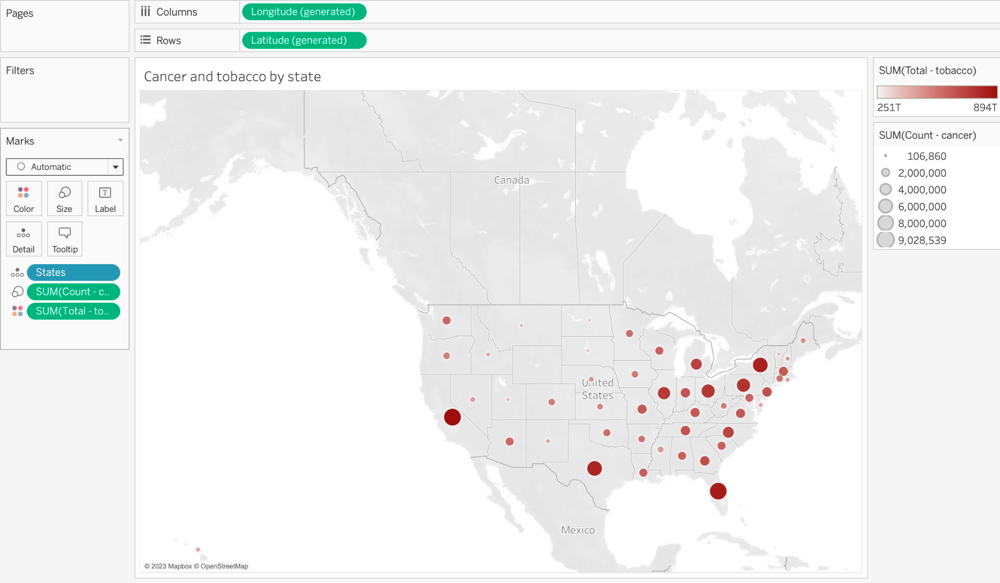 Pages
Columns
Longitude (generated)
Rows
Latitude (generated)
Filters
Marks
Automatic
Color
Size
T
Label
Detail
Tooltip
States
SUM(Count - c..
SUM(Total - to..
Cancer and tobacco by state
Canada
United
States
Mexico
© 2023 Mapbox © OpenStreetMap
SUM(Total - tobacco)
251T
894T
SUM(Count - cancer)
106,860
2,000,000
4,000,000
6,000,000
8,000,000
9,028,539